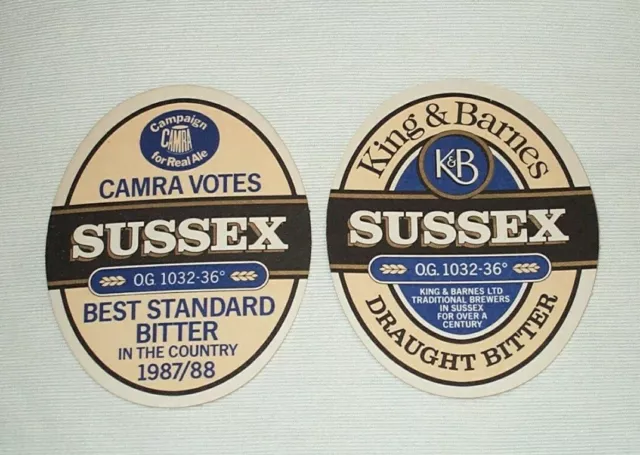 Campaign
CAMRA
for Real Ale
CAMRA VOTES
SUSSEX
O.G. 1032-36°
BEST STANDARD
BITTER
IN THE COUNTRY
1987/88
King & Barnes
K&B
SUSSEX
O.G. 1032-36°
KING & BARNES LTD
TRADITIONAL BREWERS
IN SUSSEX
FOR OVER A
CENTURY
DRAUGHT BITTER